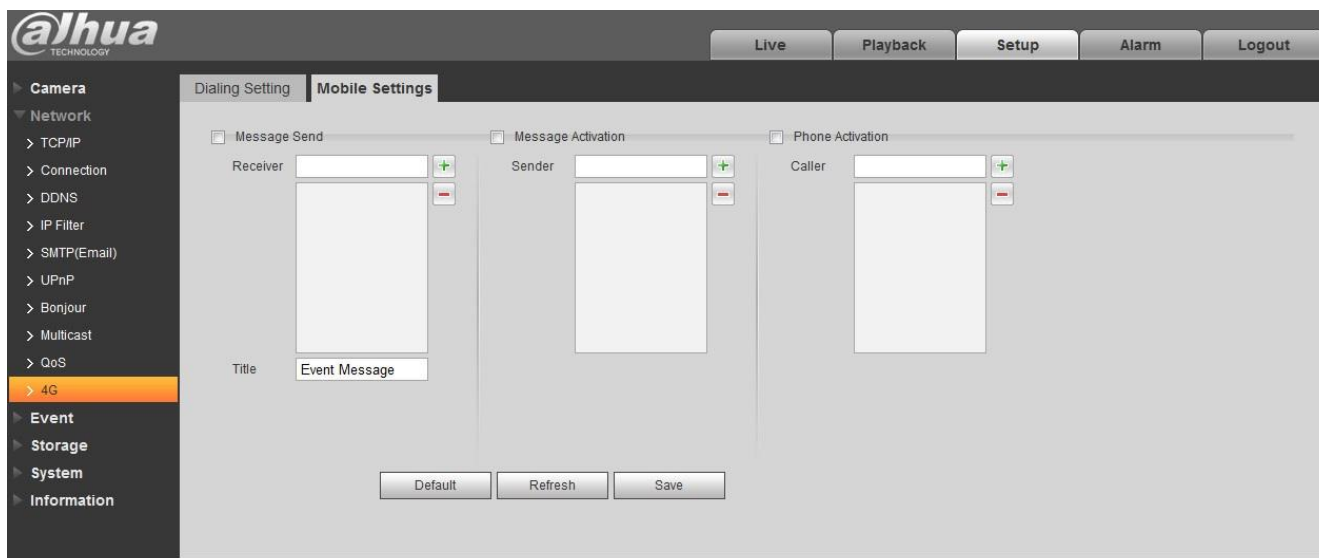 alhua
TECHNOLOGY
Live Playback Setup Alarm Logout
Camera
Network
TCP/IP
Connection
DDNS
IP Filter
SMTP(Email)
UPnP
Bonjour
Multicast
QoS
4G
Event
Storage
System
Information
Dialing Setting Mobile Settings
Message Send Message Activation Phone Activation
Receiver Sender Caller
Title Event Message
Default Refresh Save